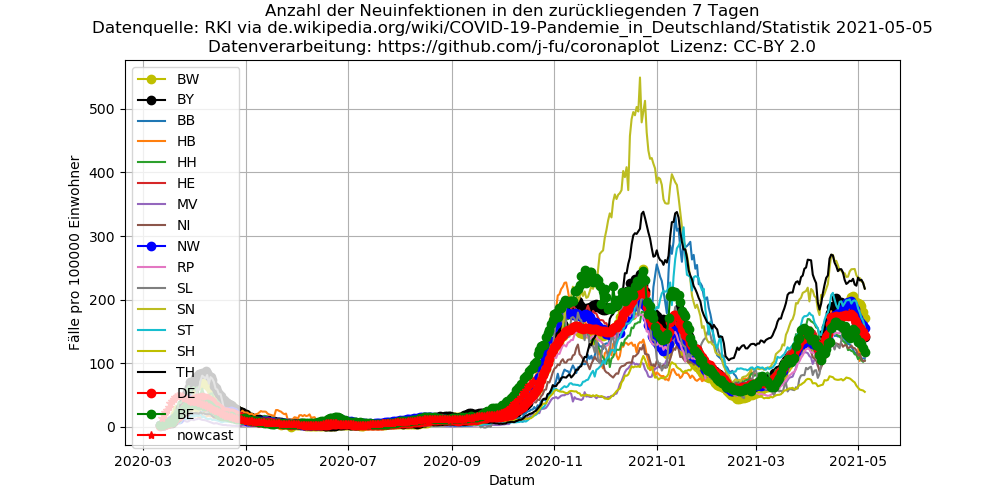 Anzahl der Neuinfektionen in den zurückliegenden 7 Tagen
Datenquelle: RKI via de.wikipedia.org/wiki/COVID-19-Pandemie_in_Deutschland/Statistik 2021-05-05
Datenverarbeitung: https://github.com/j-fu/coronaplot  Lizenz: CC-BY 2.0
Fälle pro 100000 Einwohner
500
400
300
200
100
0
BW
BY
BB
HB
HH
HE
MV
NI
NW
RP
SL
SN
ST
SH
TH
DE
BE
nowcast
2020-03
2020-05
2020-07
2020-09
2020-11
2021-01
2021-03
2021-05
Datum